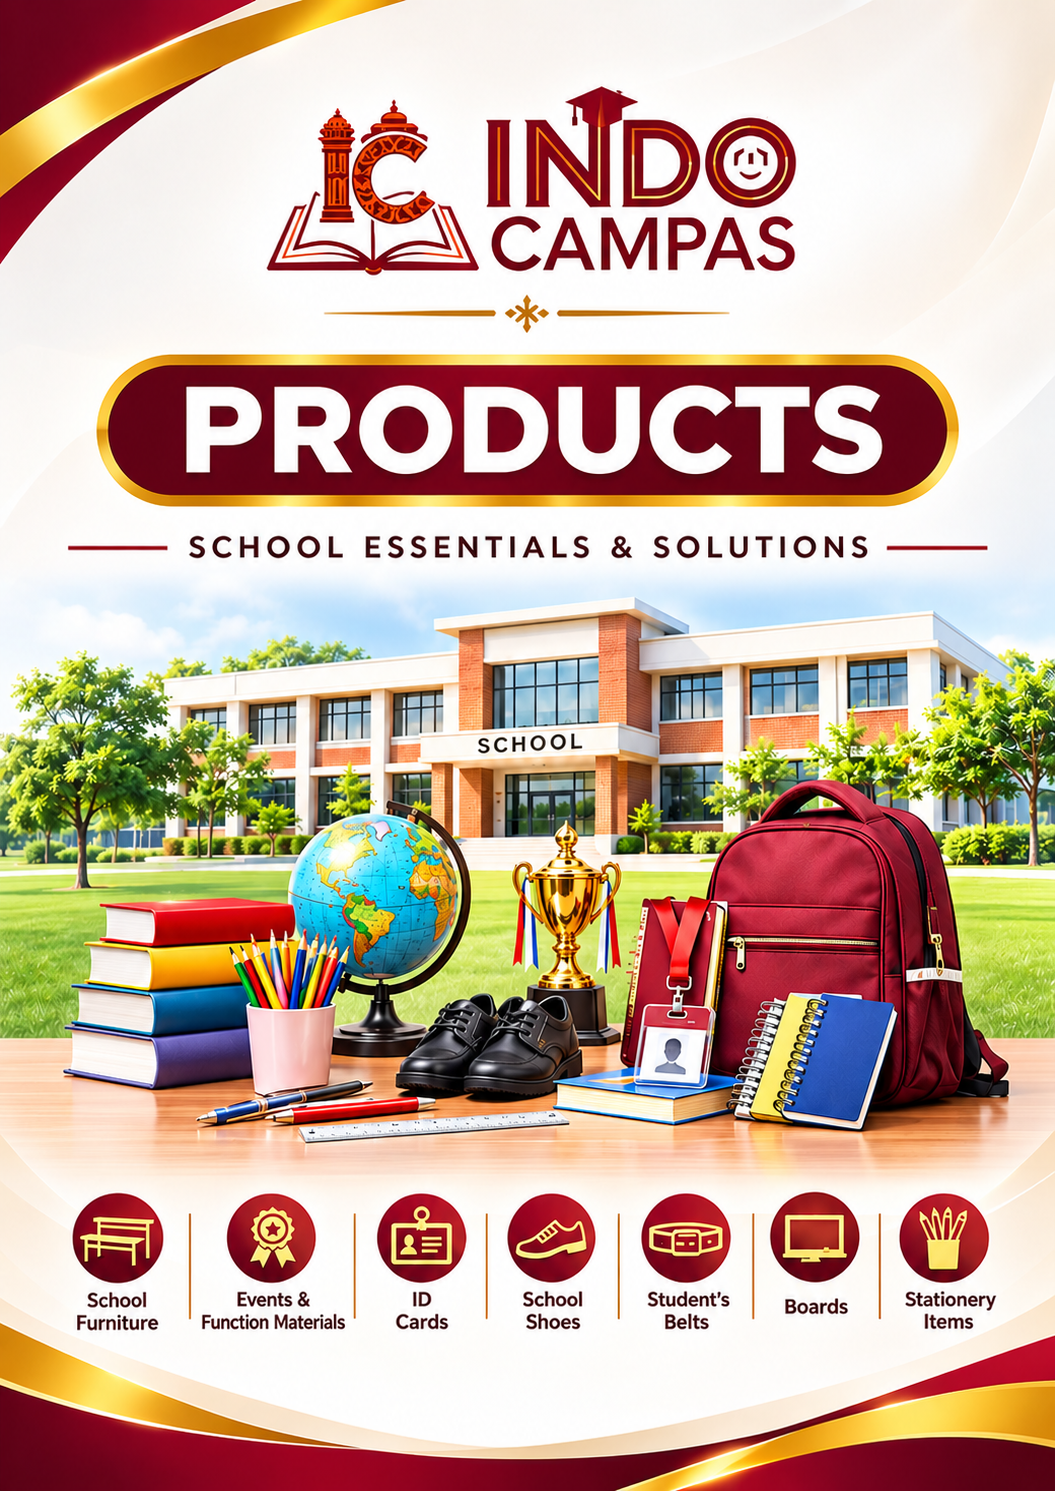 IC
INDO
CAMPAS
PRODUCTS
SCHOOL ESSENTIALS & SOLUTIONS
SCHOOL
School
Furniture
Events &
Function Materials
ID
Cards
School
Shoes
Student's
Belts
Boards
Stationery
Items